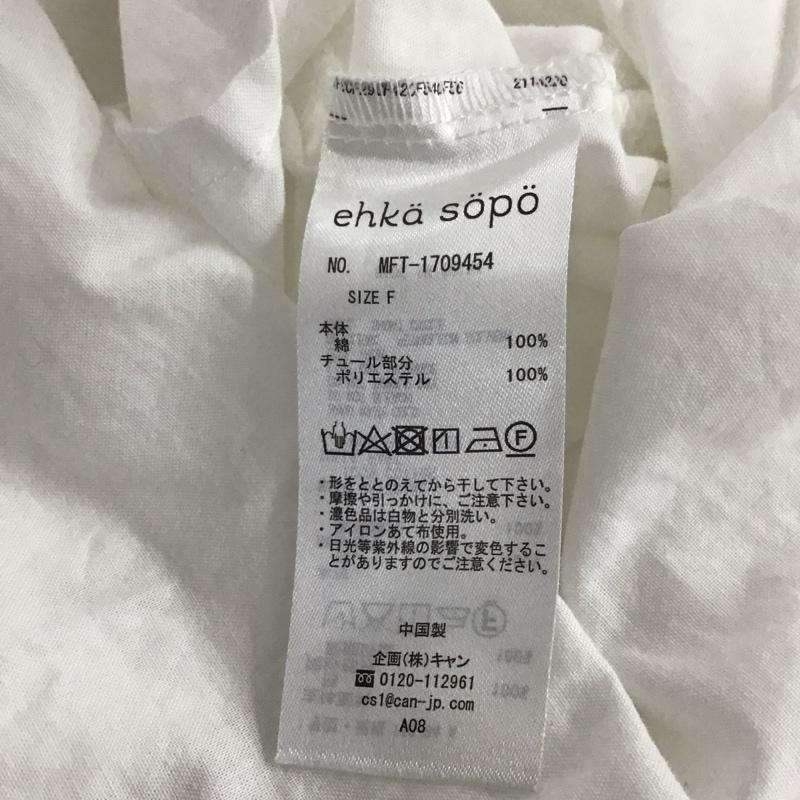 ehkä söpö
NO. MFT-1709454
SIZE F
本体
綿 100%
チュール部分
ポリエステル 100%
・形をととのえてから干して下さい。
・摩擦や引っかけに、ご注意下さい。
・濃色品は白物と分別洗い。
・アイロンあて布使用。
・日光等紫外線の影響で変色するこ
とがありますのでご注意ください。
中国製
企画(株)キャン
0120-112961
cs1@can-jp.com
A08